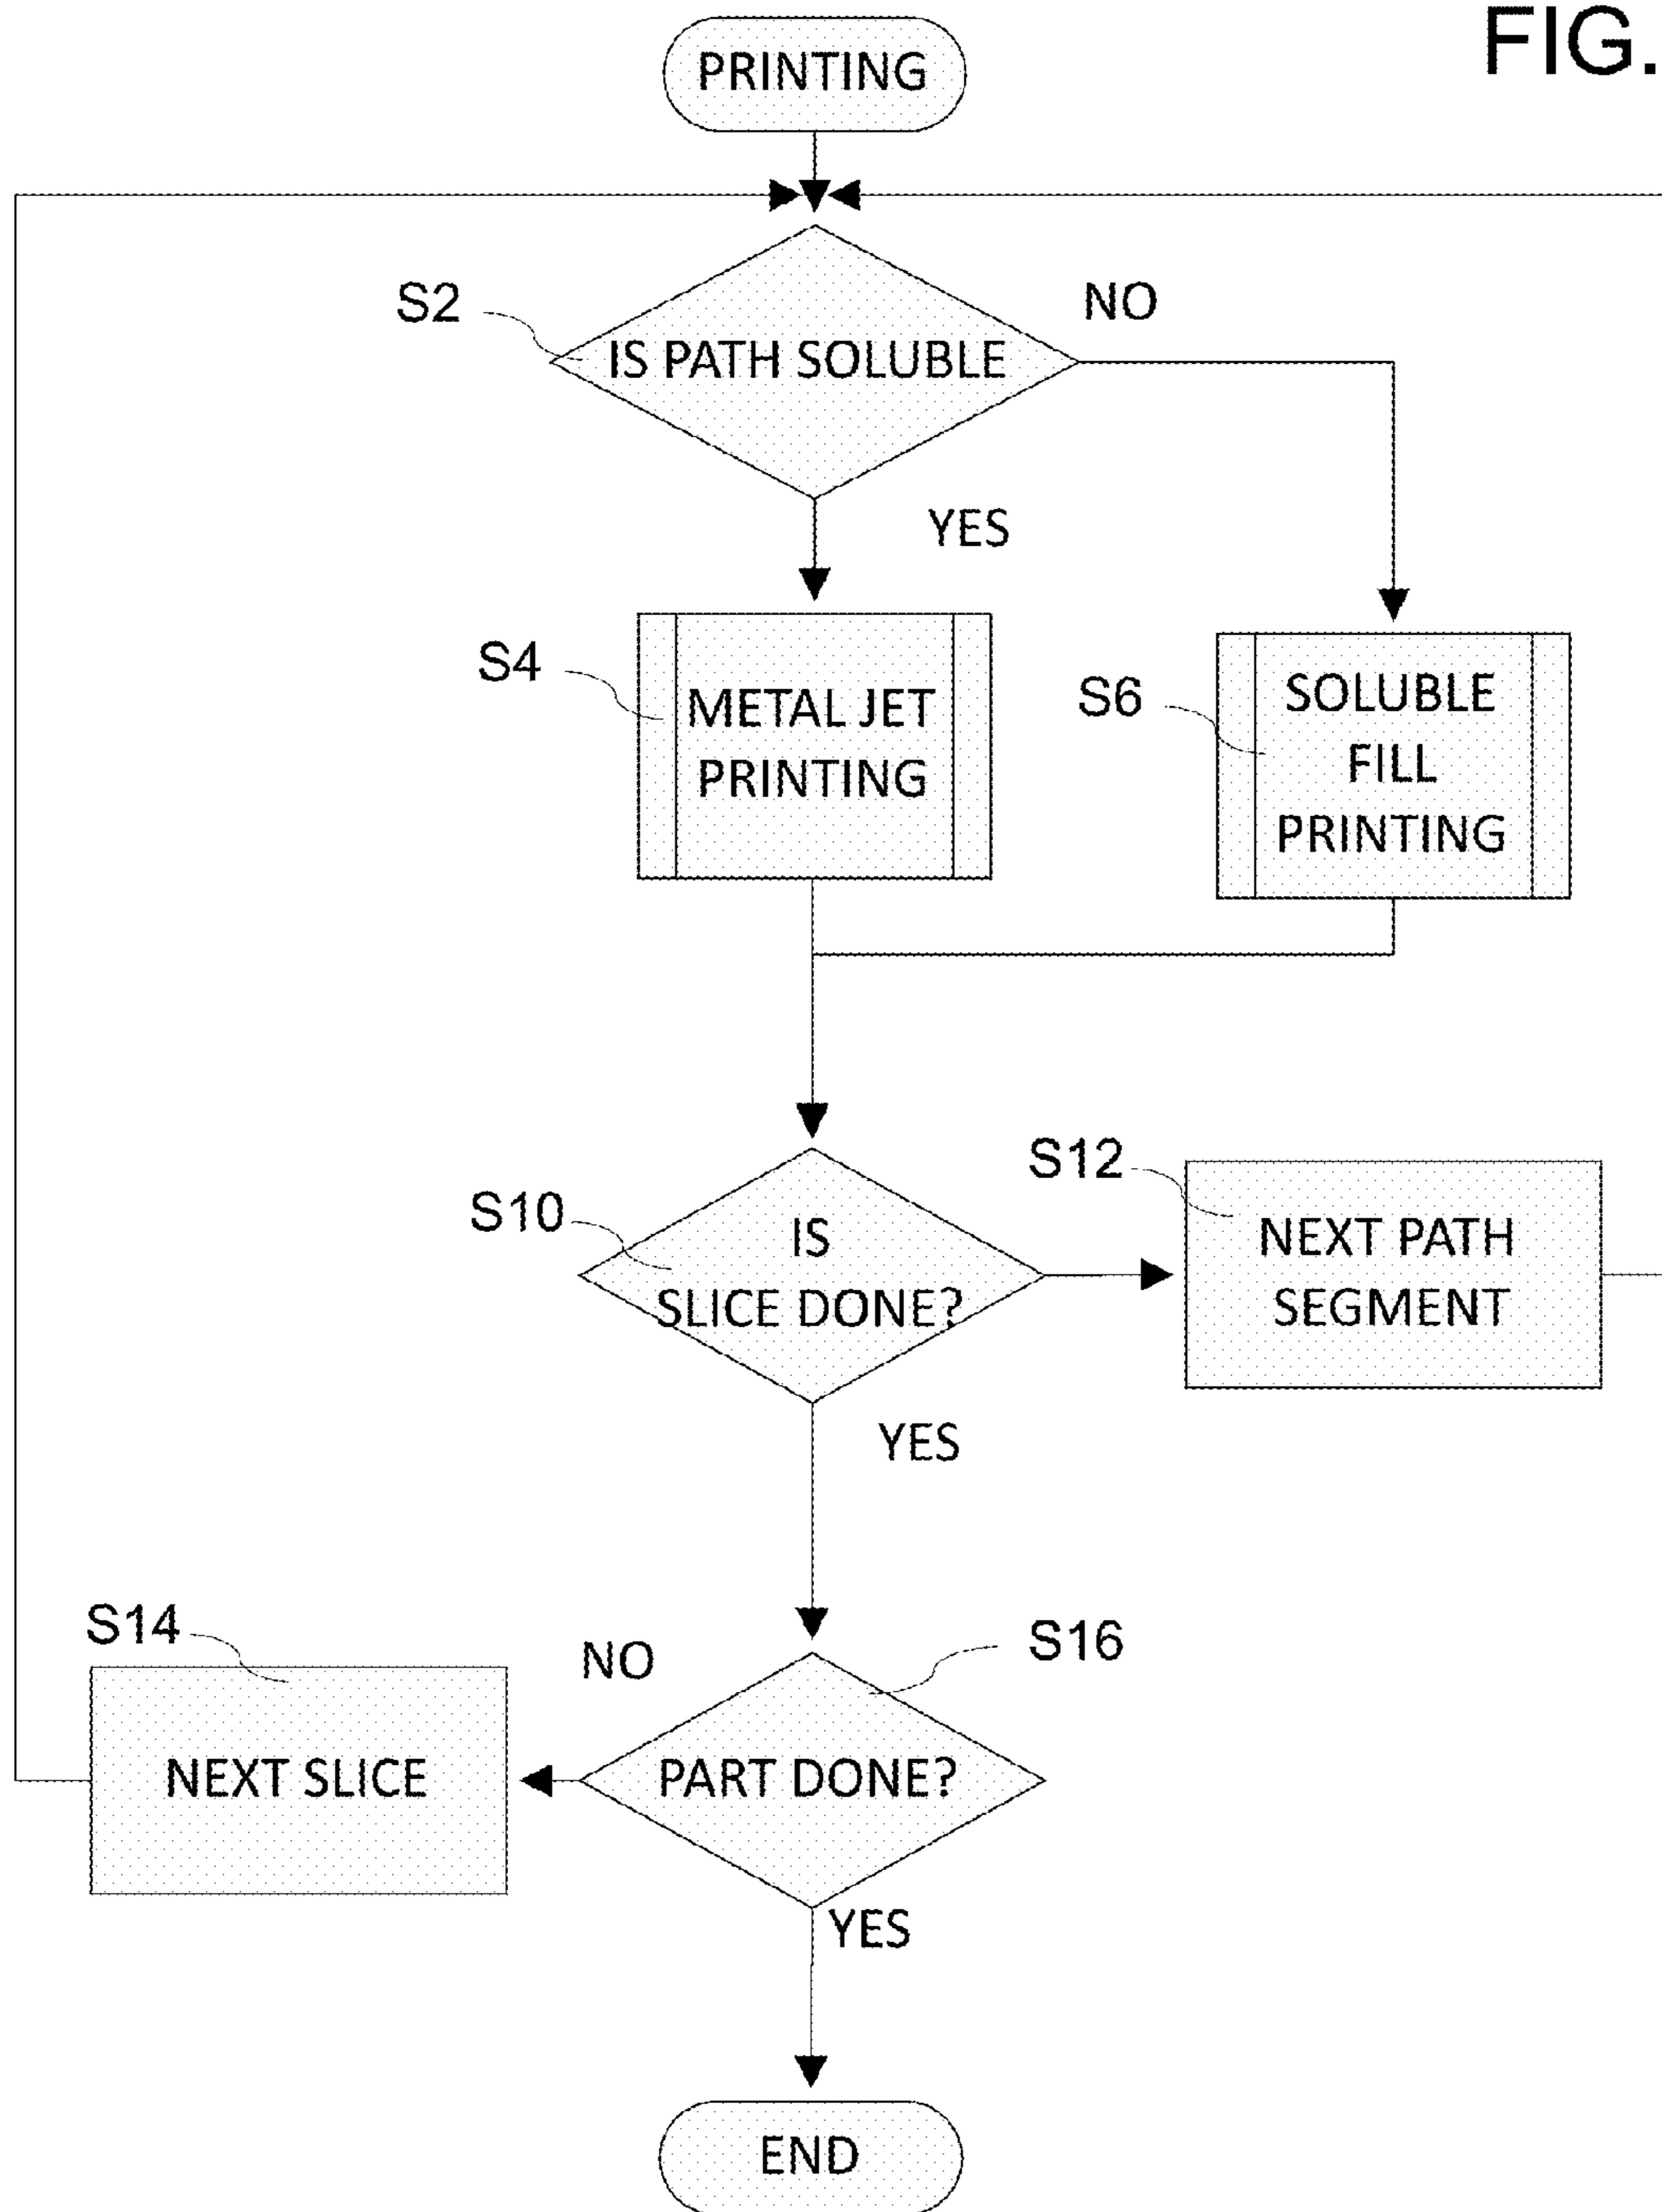 FIG.
PRINTING
S2
IS PATH SOLUBLE
NO
YES
S4
METAL JET
PRINTING
S6
SOLUBLE
FILL
PRINTING
S10
IS
SLICE DONE?
S12
NEXT PATH
SEGMENT
YES
S14
NEXT SLICE
NO
S16
PART DONE?
YES
END